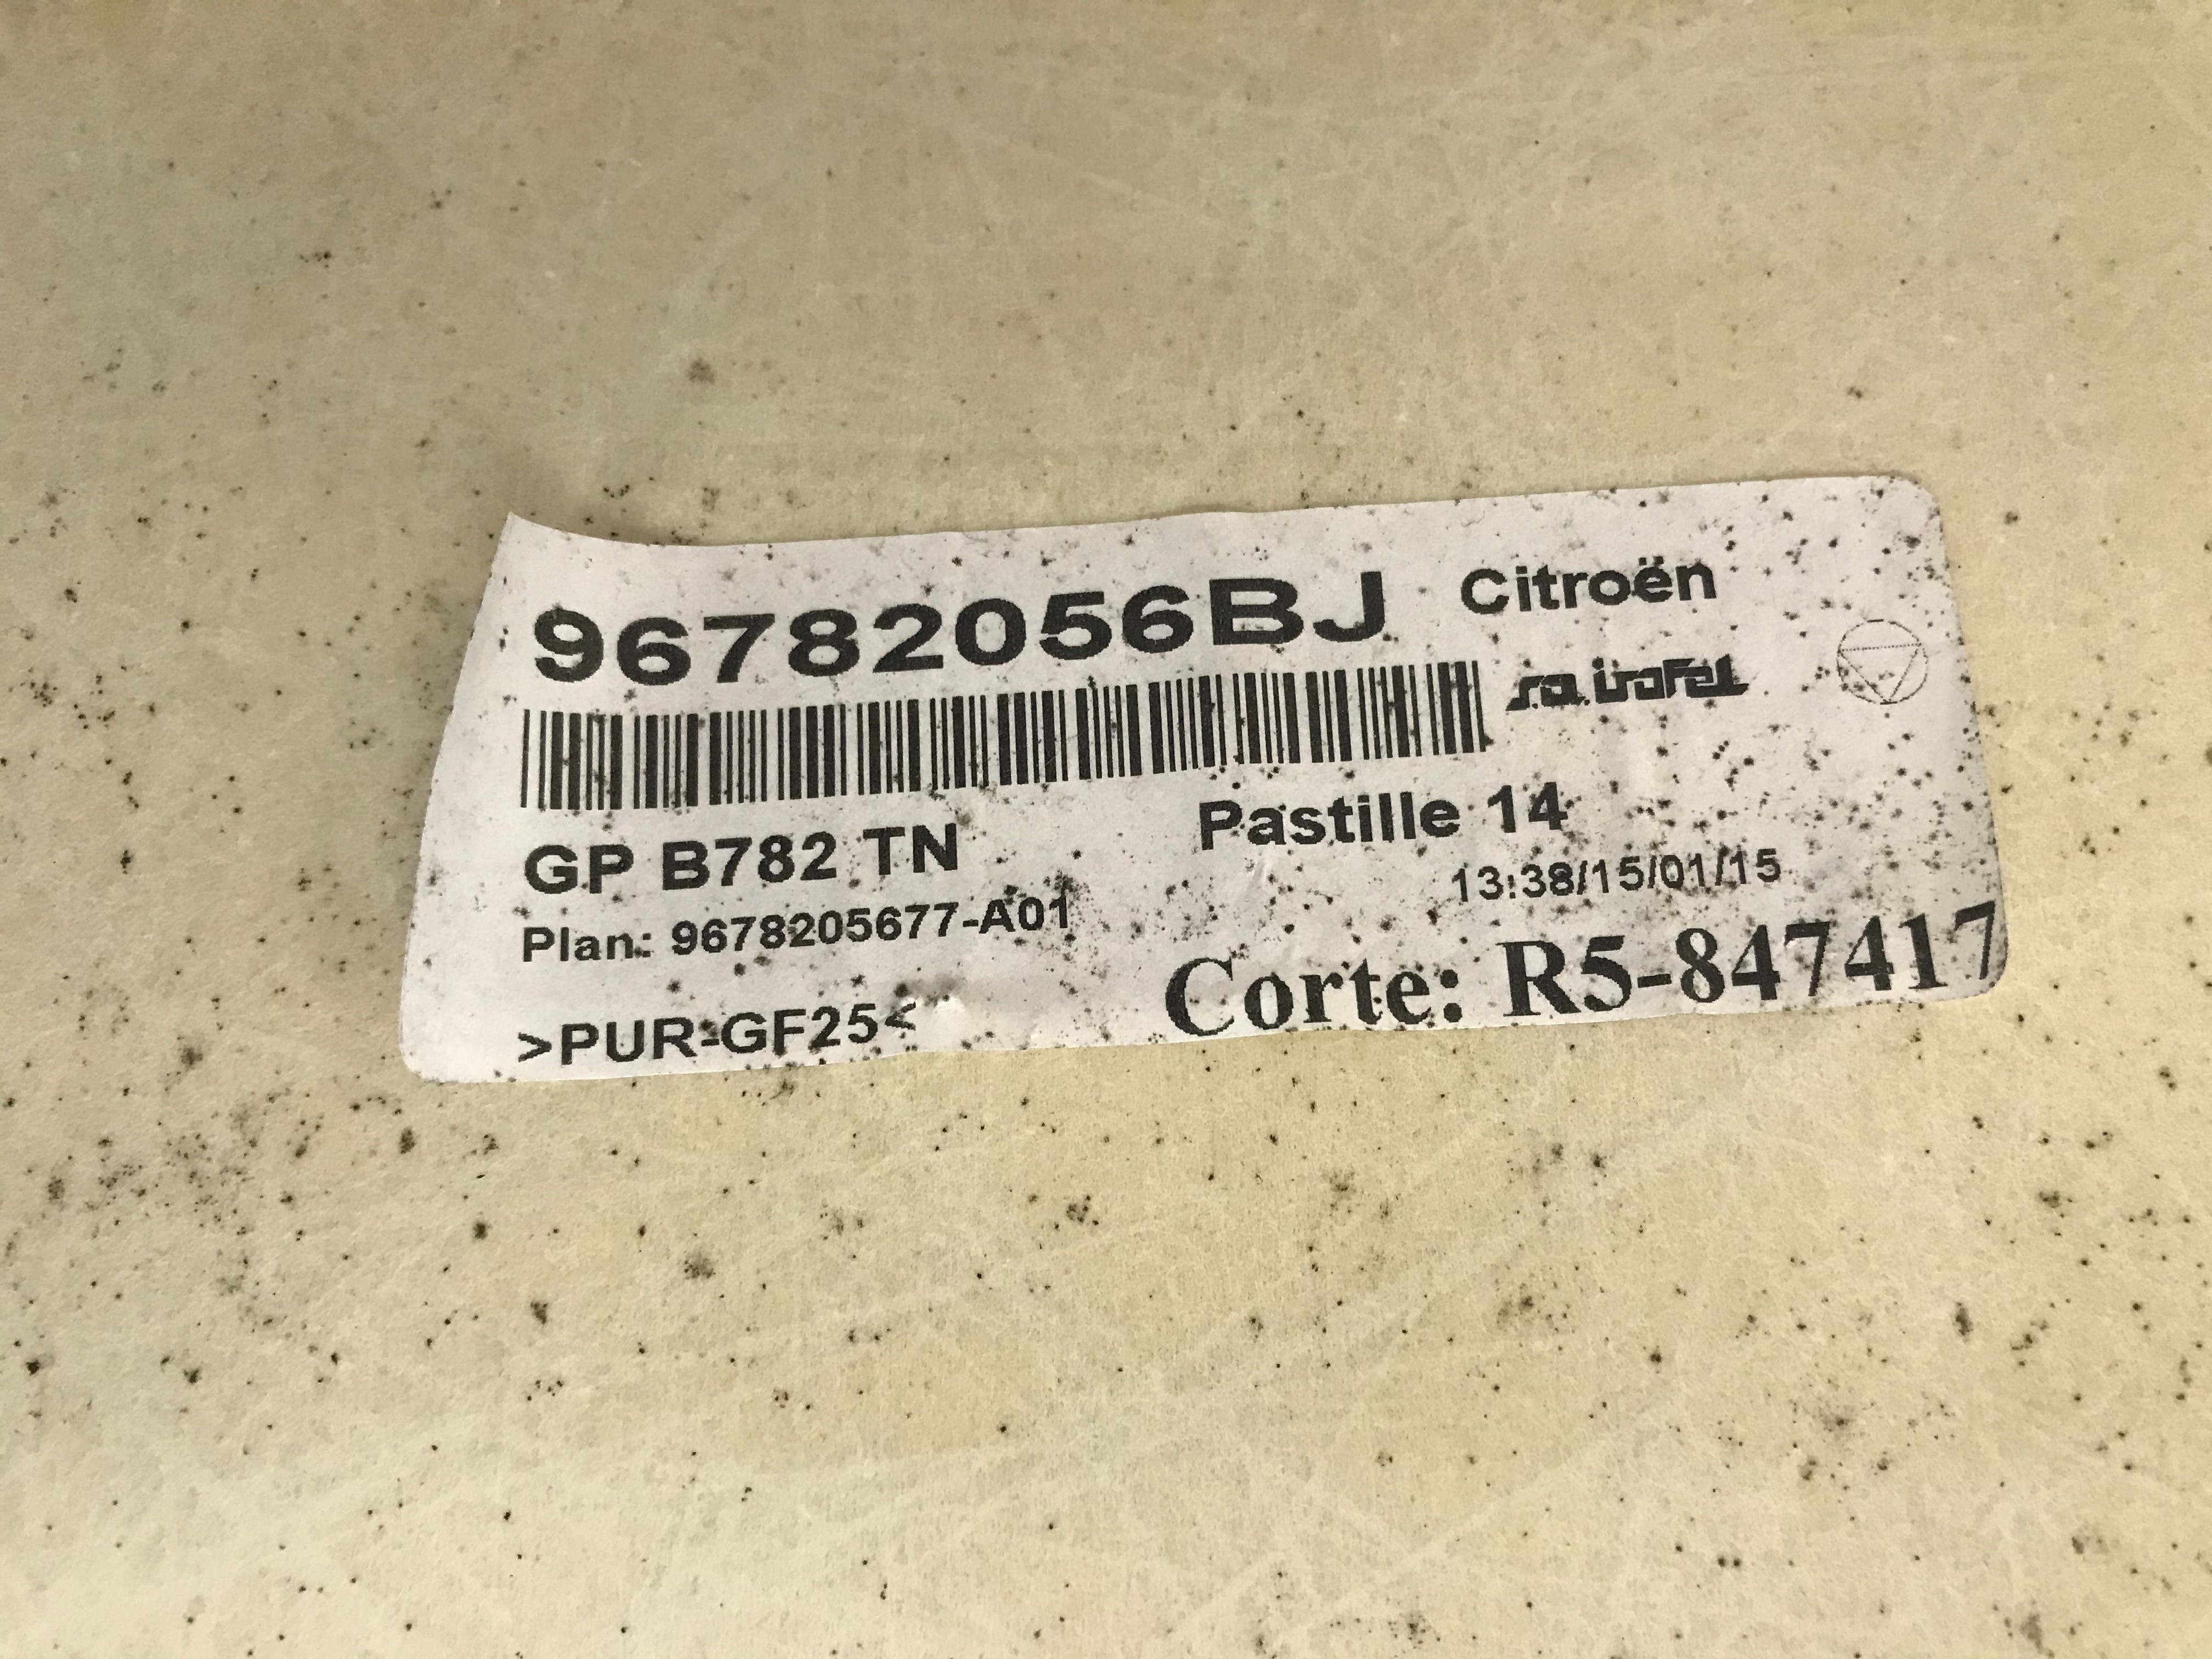 96782056BJ Citroën
s.a. iraFel
GP B782 TN Pastille 14
13:38/15/01/15
Plan: 9678205677-A01
Corte: R5-847417
>PUR-GF25<